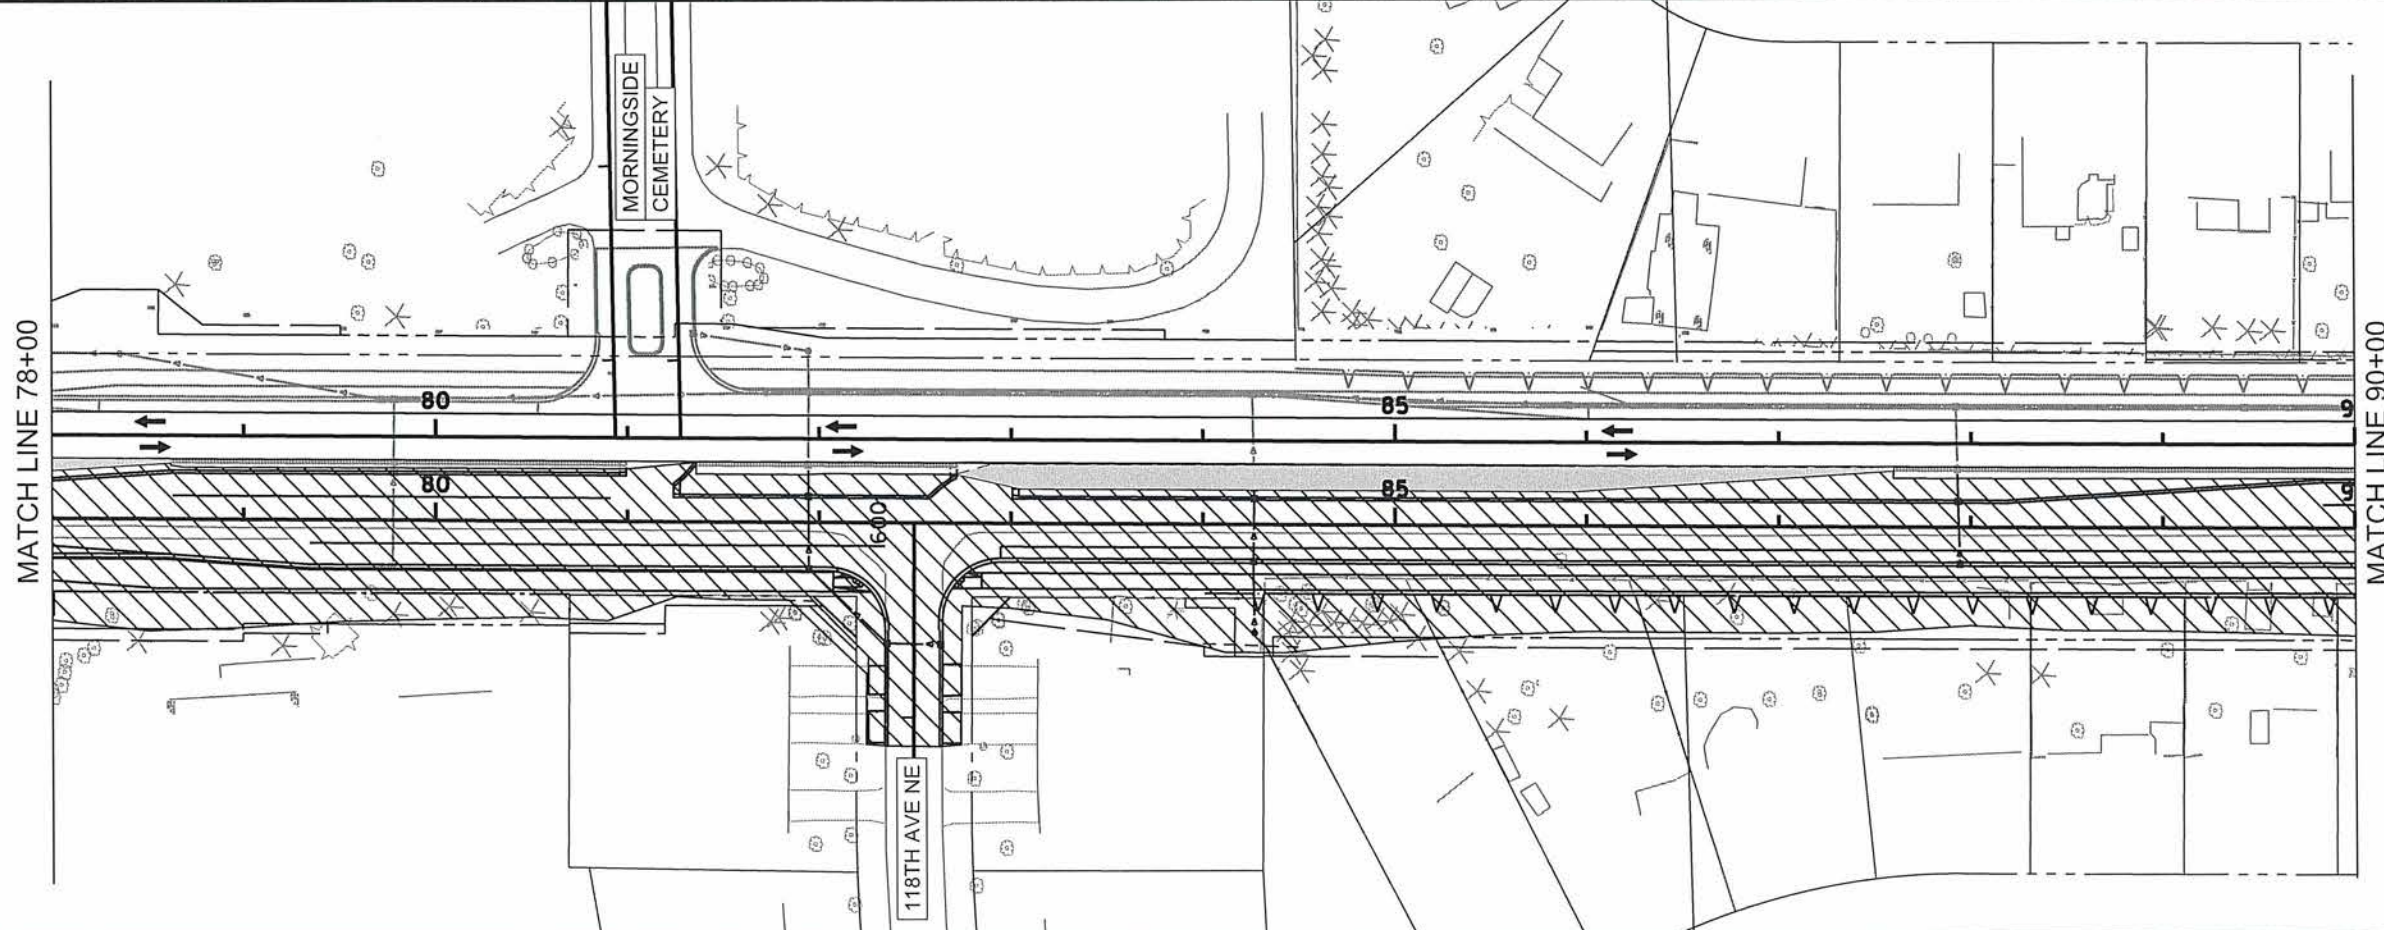 MORNINGSIDE
CEMETERY
MATCH LINE 78+00
MATCH LINE 90+00
80
85
9
80
85
9
600
118TH AVE NE